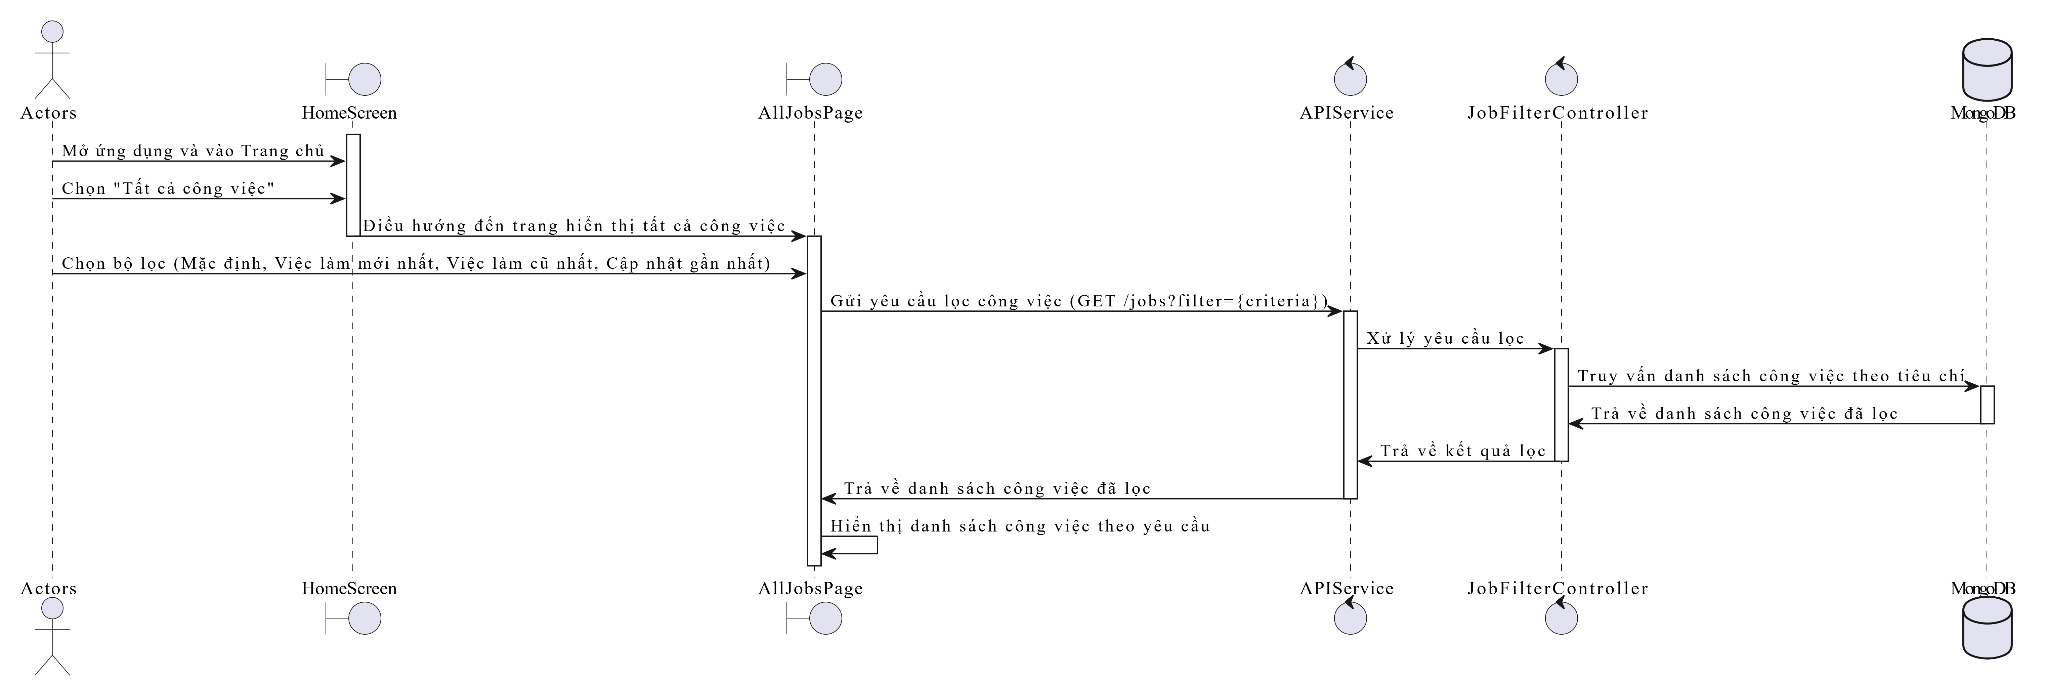 Actors
HomeScreen
AllJobsPage
APIService
JobFilterController
MongoDB
Mở ứng dụng và vào Trang chủ
Chọn "Tất cả công việc"
Điều hướng đến trang hiển thị tất cả công việc
Chọn bộ lọc (Mặc định, Việc làm mới nhất, Việc làm cũ nhất, Cập nhật gần nhất)
Gửi yêu cầu lọc công việc (GET /jobs?filter={criteria})
Xử lý yêu cầu lọc
Truy vấn danh sách công việc theo tiêu chí
Trả về danh sách công việc đã lọc
Trả về kết quả lọc
Trả về danh sách công việc đã lọc
Hiển thị danh sách công việc theo yêu cầu
Actors
HomeScreen
AllJobsPage
APIService
JobFilterController
MongoDB